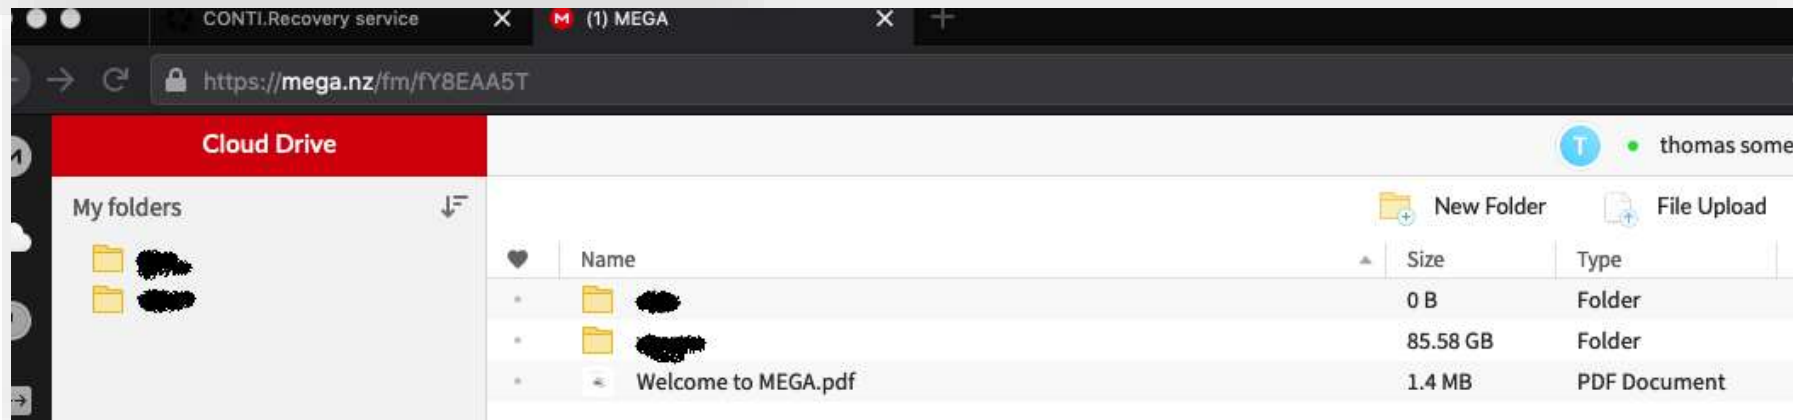 CONTI.Recovery service
(1) MEGA
https://mega.nz/fm/fY8EAA5T
Cloud Drive
T thomas some
My folders
New Folder File Upload
Name Size Type
0 B Folder
85.58 GB Folder
Welcome to MEGA.pdf 1.4 MB PDF Document